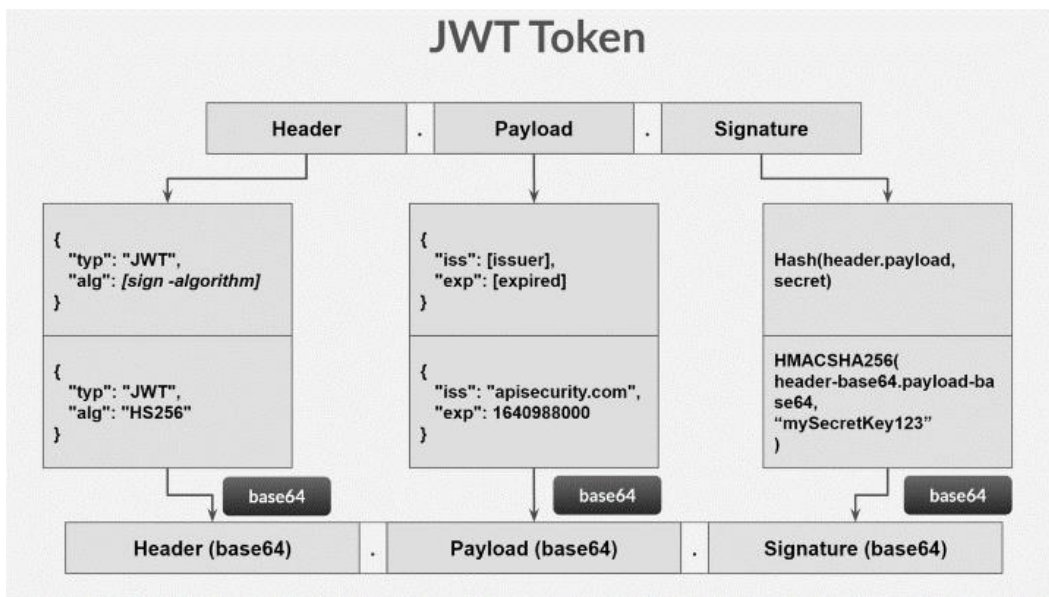 JWT Token
Header . Payload . Signature
{
"typ": "JWT",
"alg": [sign -algorithm]
}
{
"iss": [issuer],
"exp": [expired]
}
Hash(header.payload,
secret)
{
"typ": "JWT",
"alg": "HS256"
}
{
"iss": "apisecurity.com",
"exp": 1640988000
}
HMACSHA256(
header-base64.payload-ba
se64,
“mySecretKey123”
)
base64
base64
base64
Header (base64) . Payload (base64) . Signature (base64)